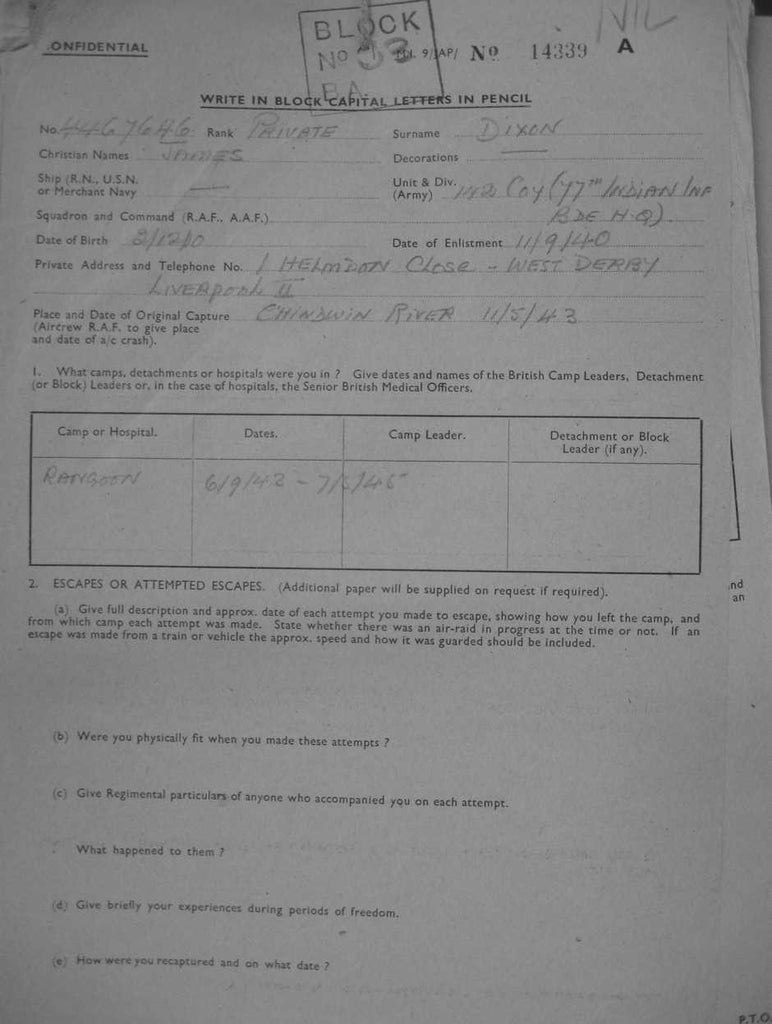 NIL
BLOCK
No 33
BA
CONFIDENTIAL
9/JAP/ No 14339 A
WRITE IN BLOCK CAPITAL LETTERS IN PENCIL
No. 4467646 Rank PRIVATE Surname DIXON
Christian Names JAMES Decorations —
Ship (R.N., U.S.N. or Merchant Navy —
Unit & Div. (Army) 142 Coy (77TH INDIAN INF
BDE H.Q)
Squadron and Command (R.A.F., A.A.F.)
Date of Birth Date of Enlistment 11/9/40
Private Address and Telephone No. 1 HELMDON CLOSE - WEST DERBY
LIVERPOOL 11
Place and Date of Original Capture CHINDWIN RIVER 11/5/43
(Aircrew R.A.F. to give place
and date of a/c crash).
1. What camps, detachments or hospitals were you in ? Give dates and names of the British Camp Leaders, Detachment
(or Block) Leaders or, in the case of hospitals, the Senior British Medical Officers.
Camp or Hospital. Dates. Camp Leader. Detachment or Block
Leader (if any).
RANGOON 6/9/43 - 7/5/45
2. ESCAPES OR ATTEMPTED ESCAPES. (Additional paper will be supplied on request if required).
(a) Give full description and approx. date of each attempt you made to escape, showing how you left the camp, and
from which camp each attempt was made. State whether there was an air-raid in progress at the time or not. If an
escape was made from a train or vehicle the approx. speed and how it was guarded should be included.
nd
an
(b) Were you physically fit when you made these attempts ?
(c) Give Regimental particulars of anyone who accompanied you on each attempt.
What happened to them ?
(d) Give briefly your experiences during periods of freedom.
(e) How were you recaptured and on what date ?
P.T.O.